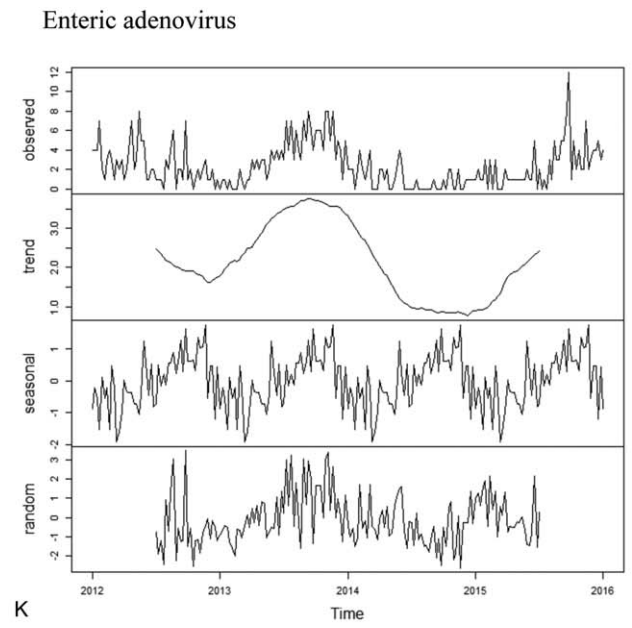 Enteric adenovirus
observed
0 2 4 6 8 10 12
trend
1.0 2.0 3.0
seasonal
-2 -1 0 1
random
-2 -1 0 1 2 3
2012 2013 2014 2015 2016
Time
K